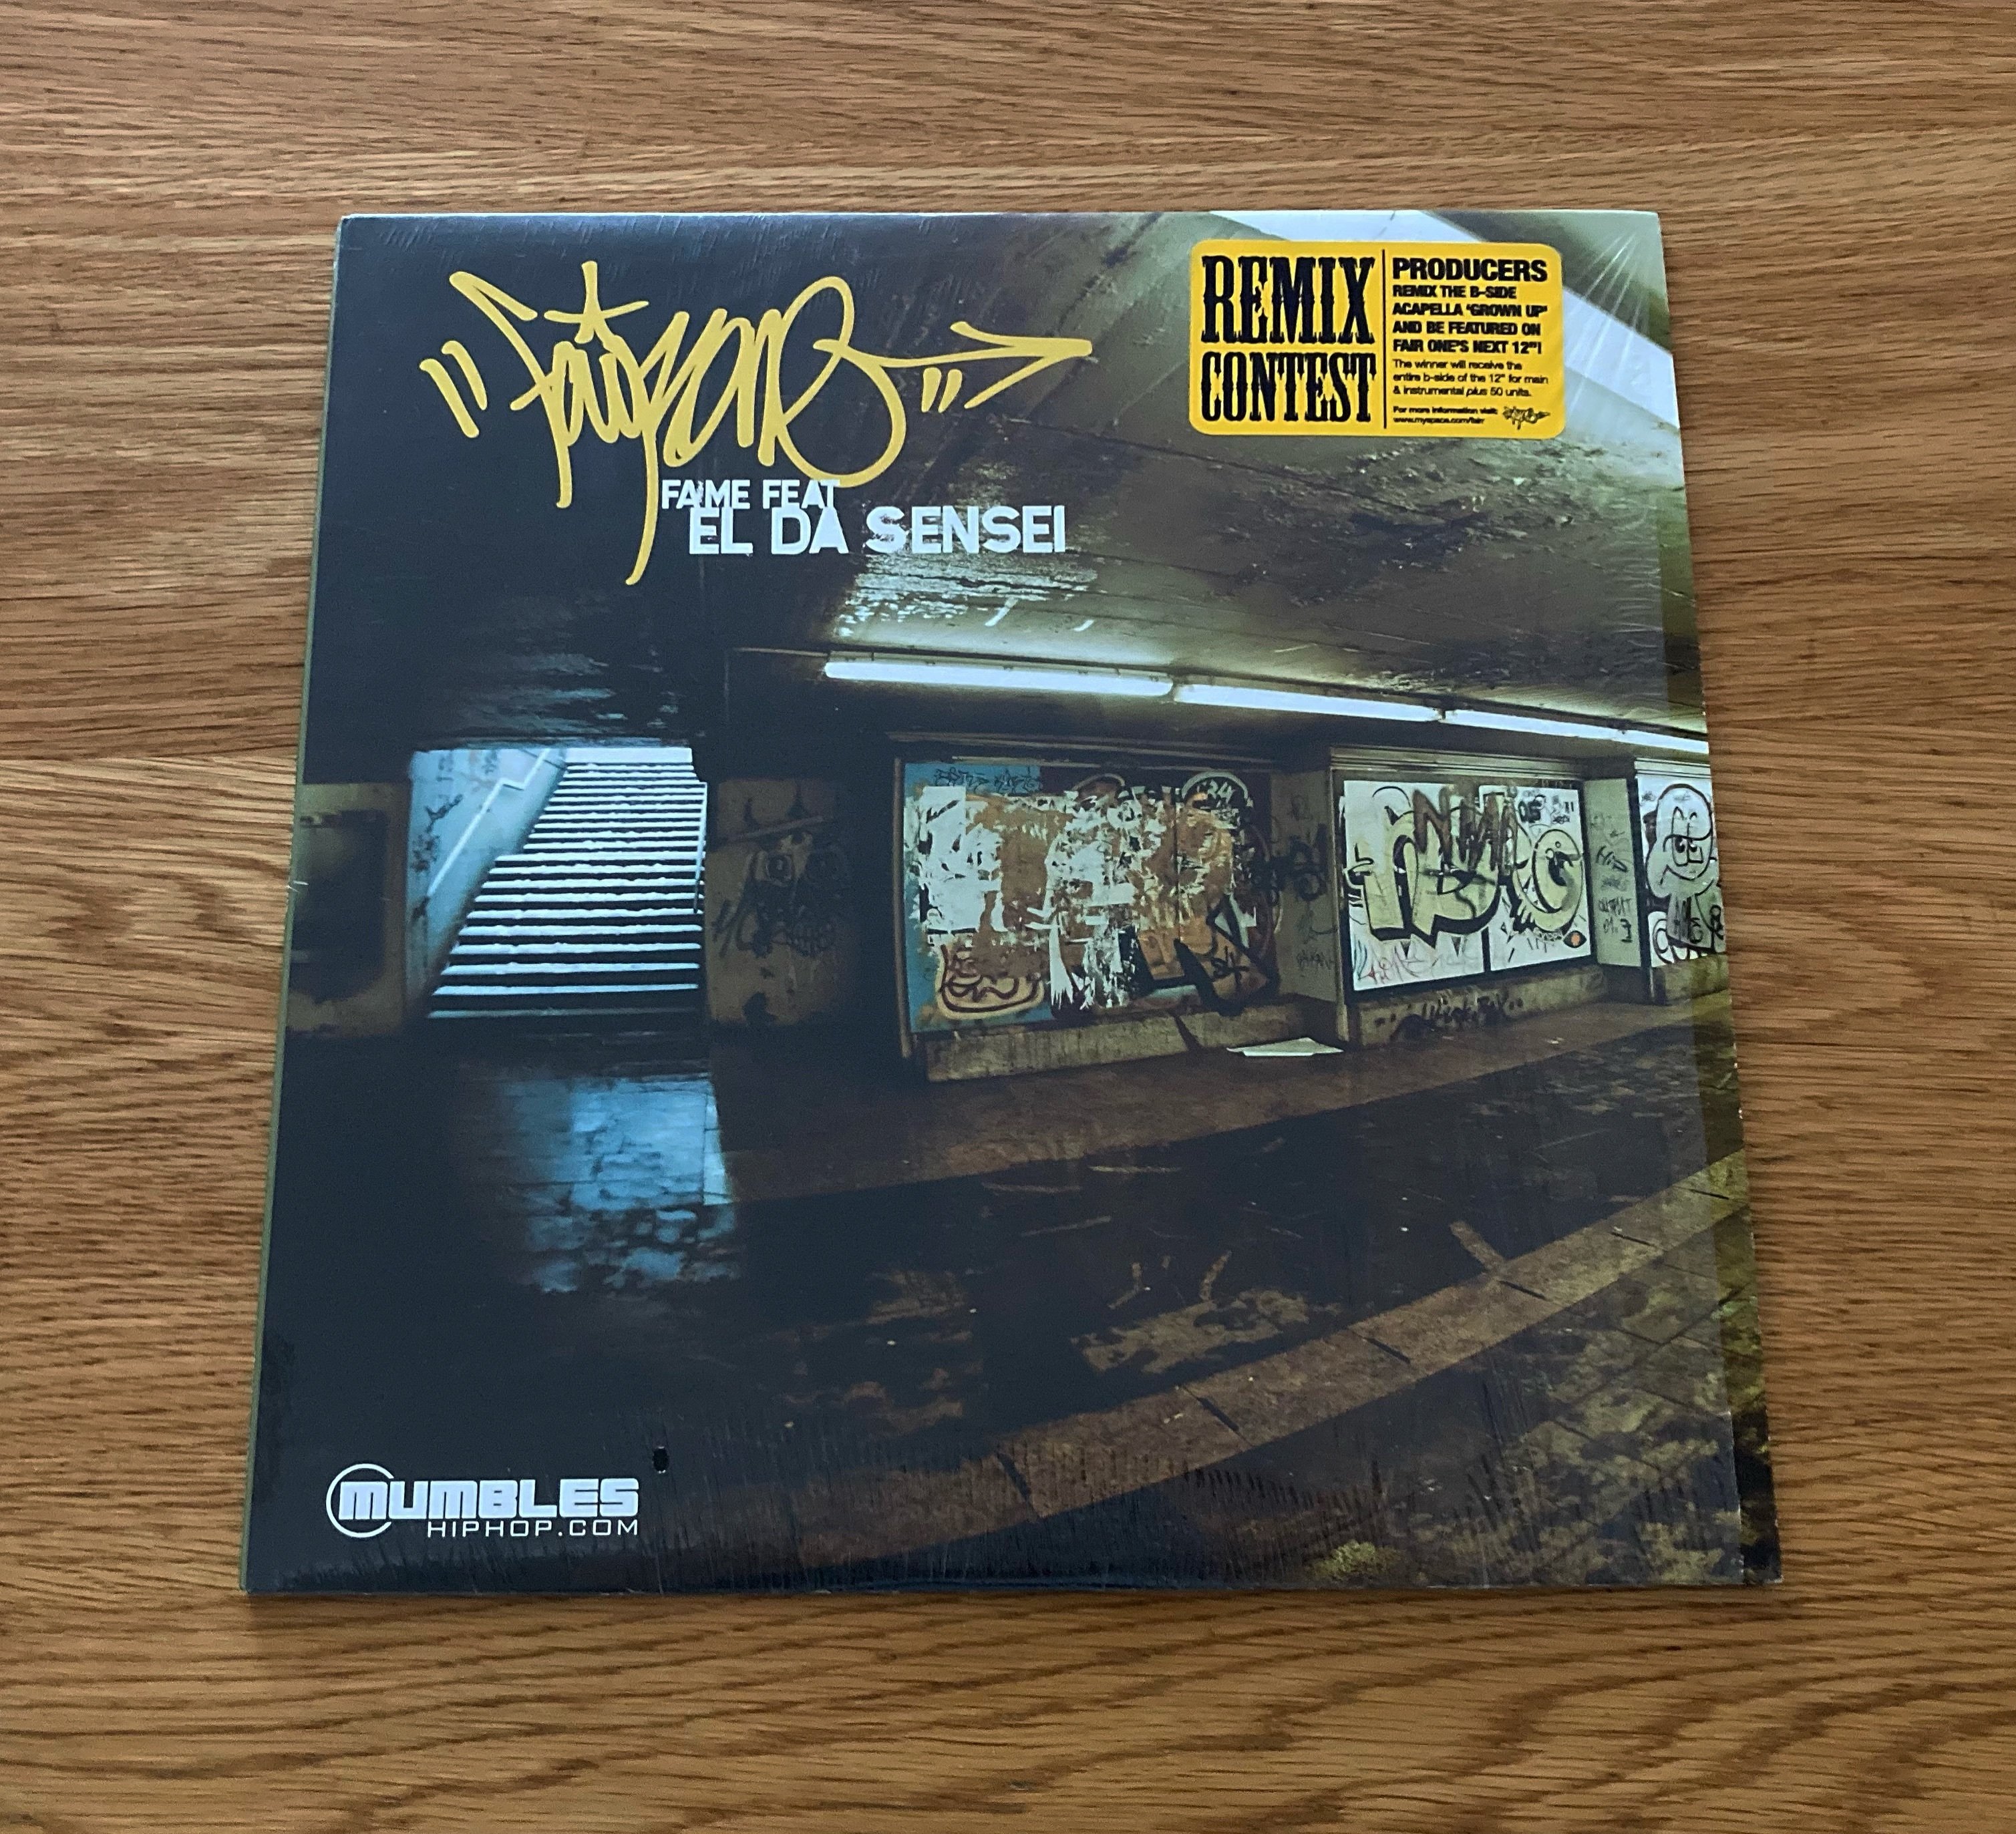 "Fair One"
FAME FEAT
EL DA SENSEI
REMIX
CONTEST
PRODUCERS
REMIX THE B-SIDE
ACAPELLA 'GROWN UP'
AND BE FEATURED ON
FAIR ONE'S NEXT 12"!
The winner will receive the
entire b-side of the 12" for main
& instrumental plus 50 units.
For more information visit:
www.myspace.com/fair
MUMBLES
HIPHOP.COM